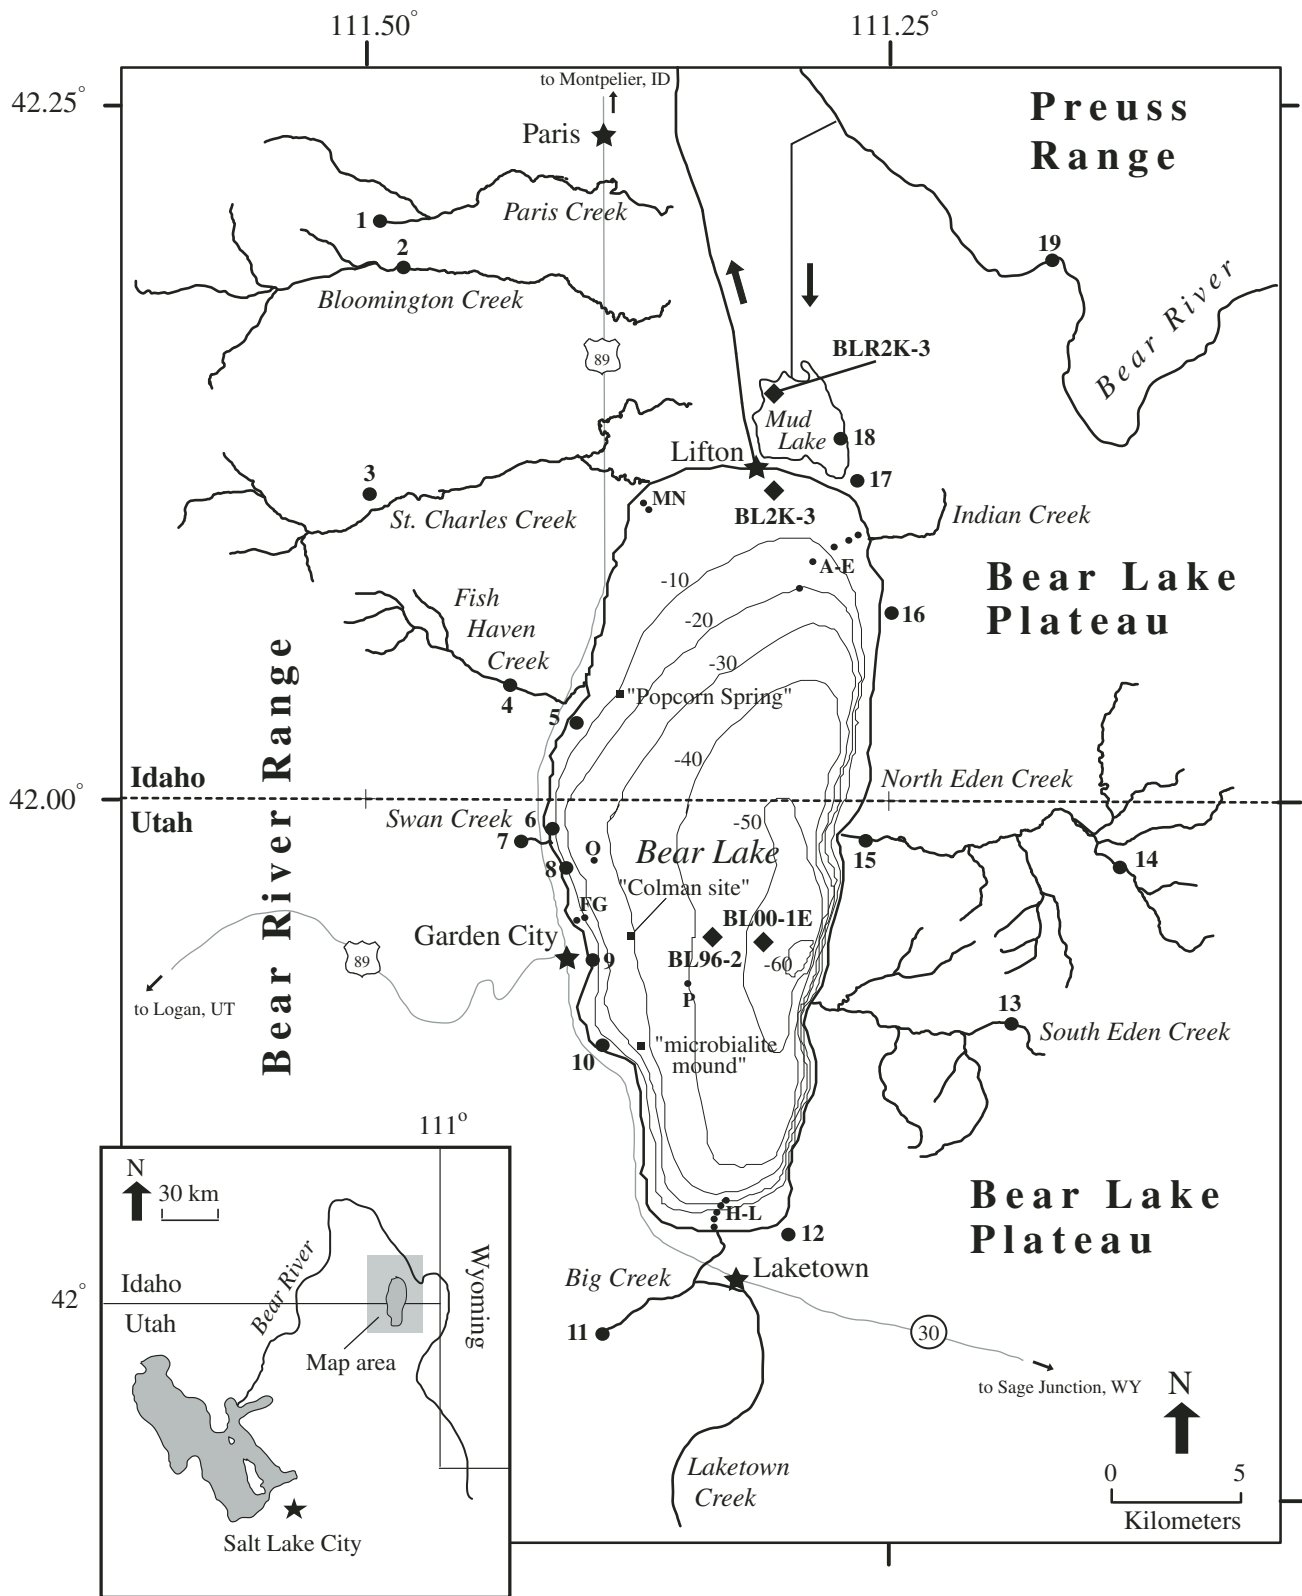 111.50°
111.25°
42.25°
to Montpelier, ID
Paris
Preuss
Range
1
Paris Creek
2
Bloomington Creek
19
Bear River
89
BLR2K-3
Mud
Lake
18
Lifton
17
3
MN
BL2K-3
St. Charles Creek
Indian Creek
A-E
Bear Lake
Plateau
-10
Fish
Haven
Creek
-20
16
-30
4
"Popcorn Spring"
5
Bear River Range
-40
Idaho
North Eden Creek
42.00°
Utah
Swan Creek
6
-50
7
O
Bear Lake
15
14
8
"Colman site"
FG
BL00-1E
Garden City
BL96-2
9
-60
89
P
to Logan, UT
13
South Eden Creek
10
"microbialite
mound"
111°
N
30 km
Bear Lake
Plateau
H-L
12
Bear River
Wyoming
Big Creek
Laketown
Idaho
42°
Utah
11
30
Map area
to Sage Junction, WY
N
Laketown
Creek
0
5
Kilometers
Salt Lake City